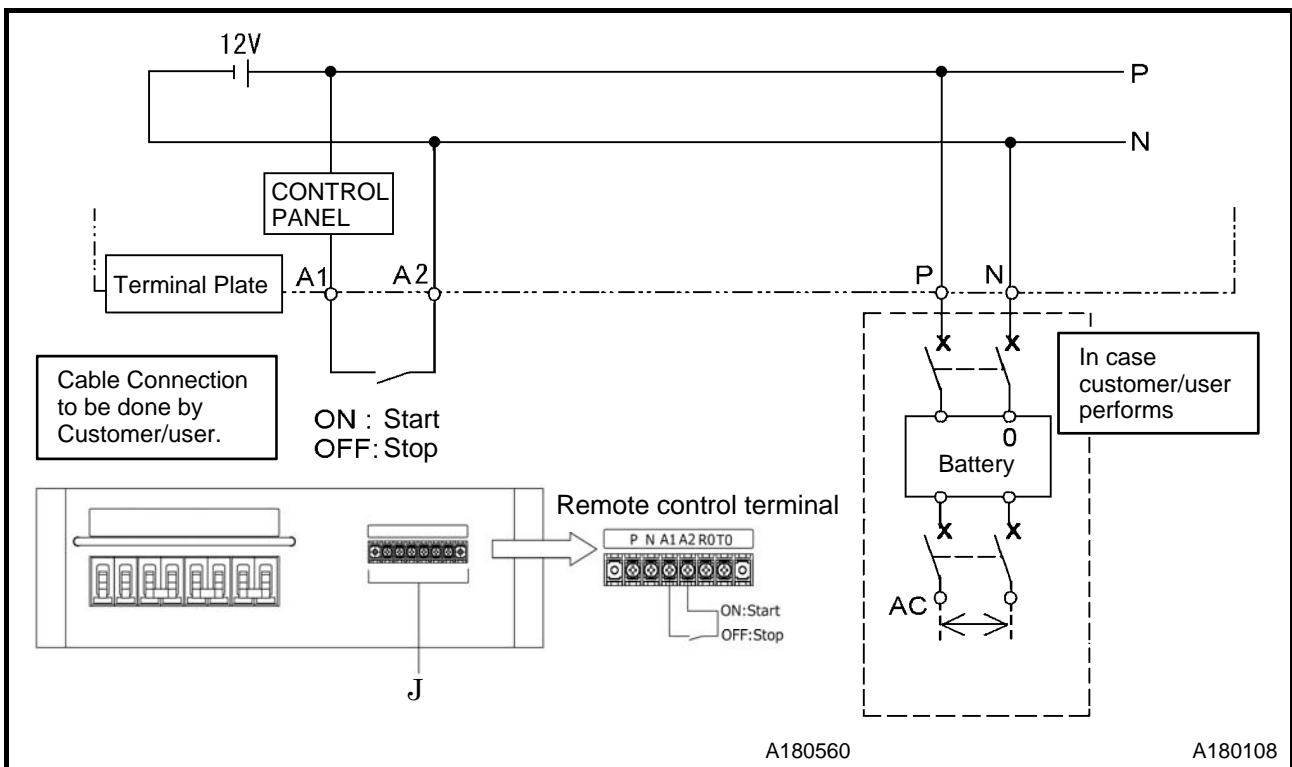 12V
P
N
CONTROL
PANEL
Terminal Plate
A1
A2
P
N
Cable Connection
to be done by
Customer/user.
ON : Start
OFF: Stop
In case
customer/user
performs
0
Battery
AC
Remote control terminal
P N A1 A2 R0 T0
ON:Start
OFF:Stop
J
A180560
A180108